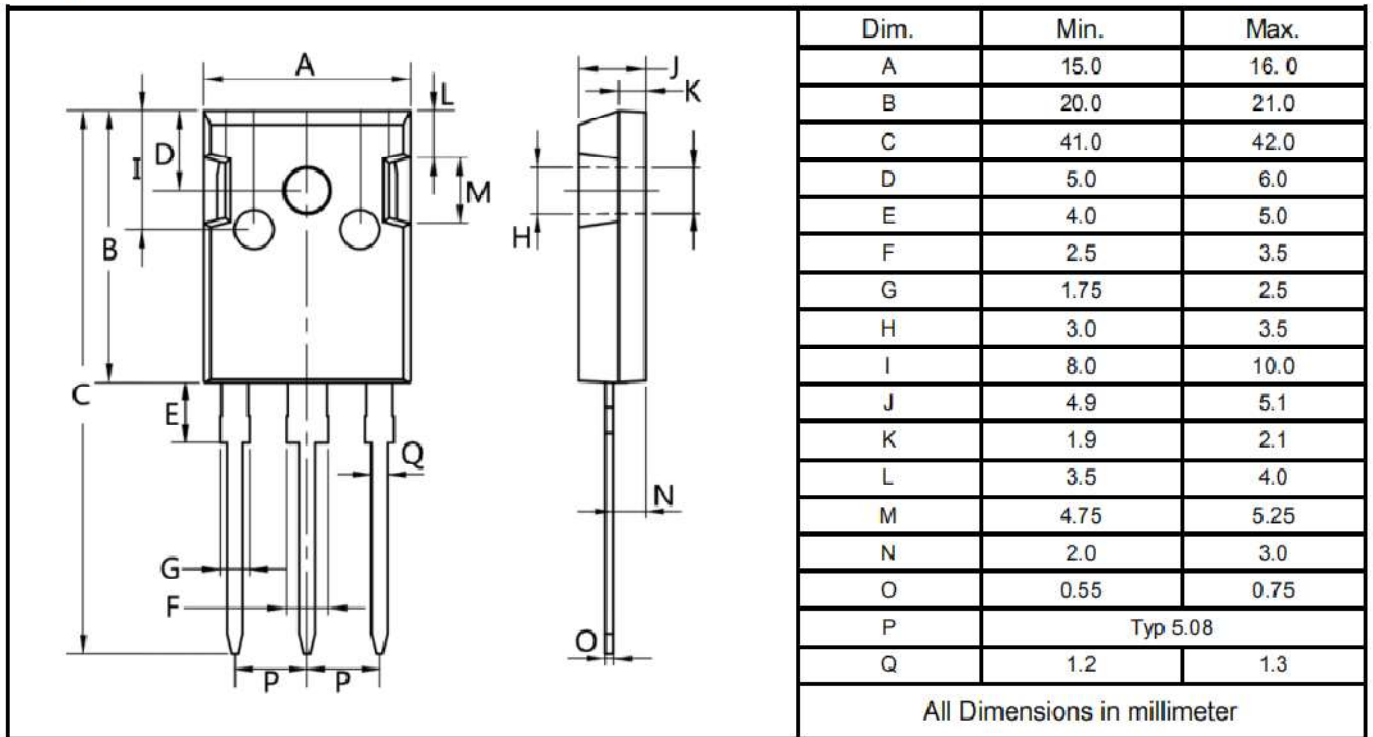 A
L
I
D
M
B
C
E
Q
G
F
P P
J
K
H
N
O
Dim. Min. Max.
A 15.0 16. 0
B 20.0 21.0
C 41.0 42.0
D 5.0 6.0
E 4.0 5.0
F 2.5 3.5
G 1.75 2.5
H 3.0 3.5
I 8.0 10.0
J 4.9 5.1
K 1.9 2.1
L 3.5 4.0
M 4.75 5.25
N 2.0 3.0
O 0.55 0.75
P Typ 5.08
Q 1.2 1.3
All Dimensions in millimeter